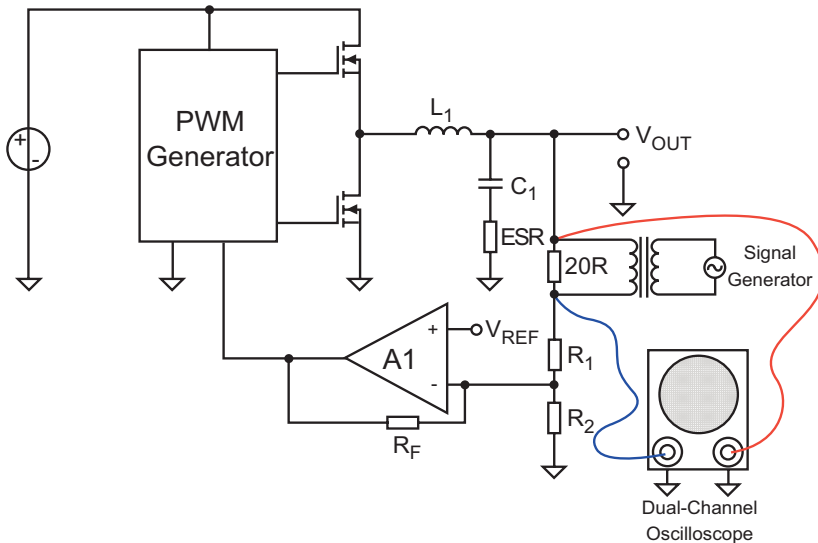 PWM
Generator
+
-
L1
VOUT
C1
ESR
20R
Signal
Generator
+
VREF
A1
-
R1
R2
RF
Dual-Channel
Oscilloscope